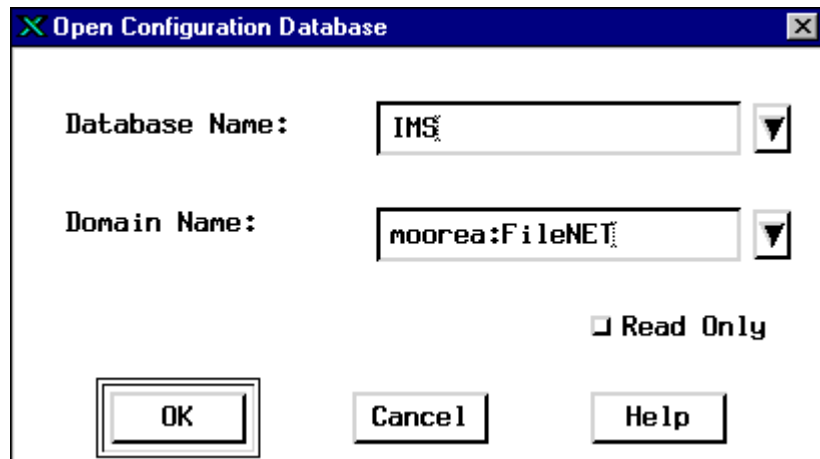 Open Configuration Database
Database Name: IMS
Domain Name: moorea:FileNET
Read Only
OK Cancel Help